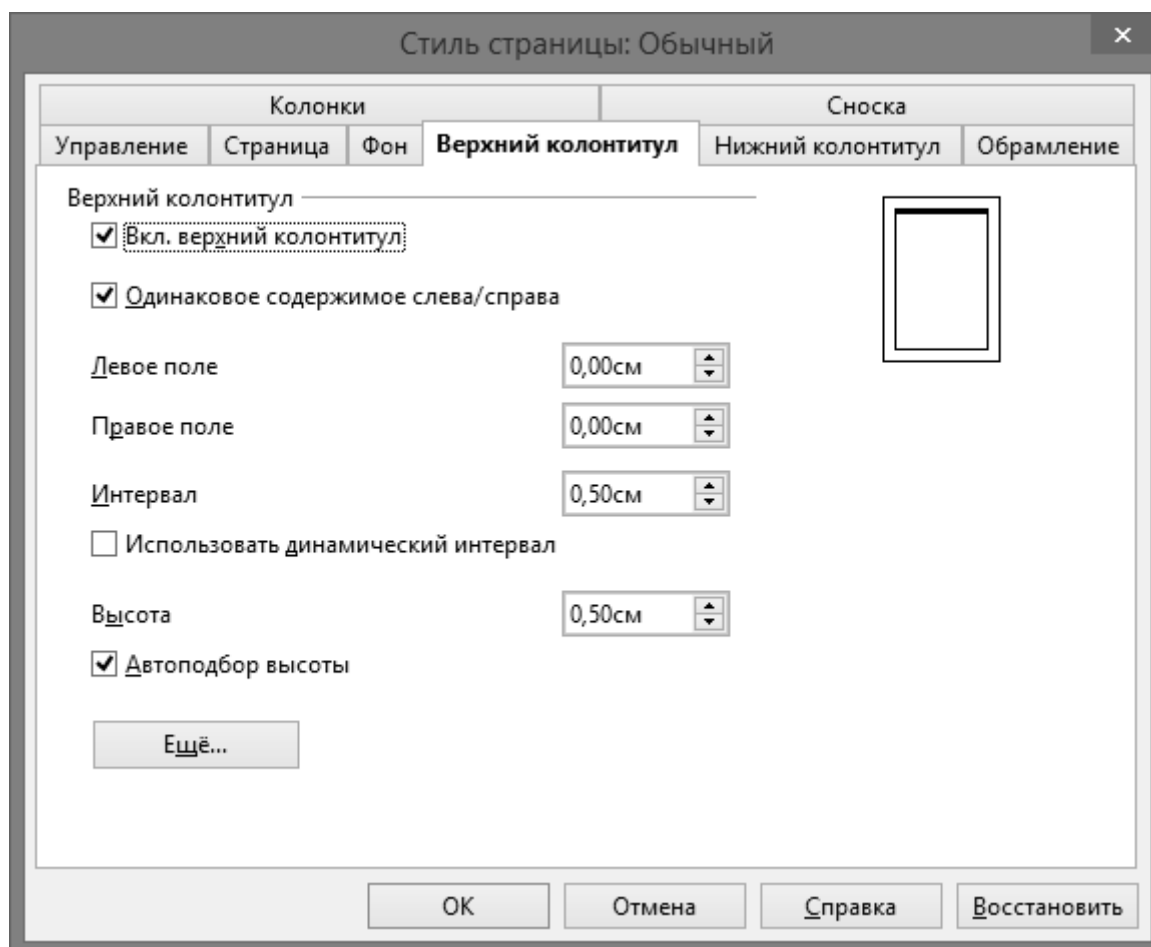 Стиль страницы: Обычный
Колонки Сноска
Управление Страница Фон Верхний колонтитул Нижний колонтитул Обрамление
Верхний колонтитул
Вкл. верхний колонтитул
Одинаковое содержимое слева/справа
Левое поле 0,00см
Правое поле 0,00см
Интервал 0,50см
Использовать динамический интервал
Высота 0,50см
Автоподбор высоты
Ещё...
ОК Отмена Справка Восстановить